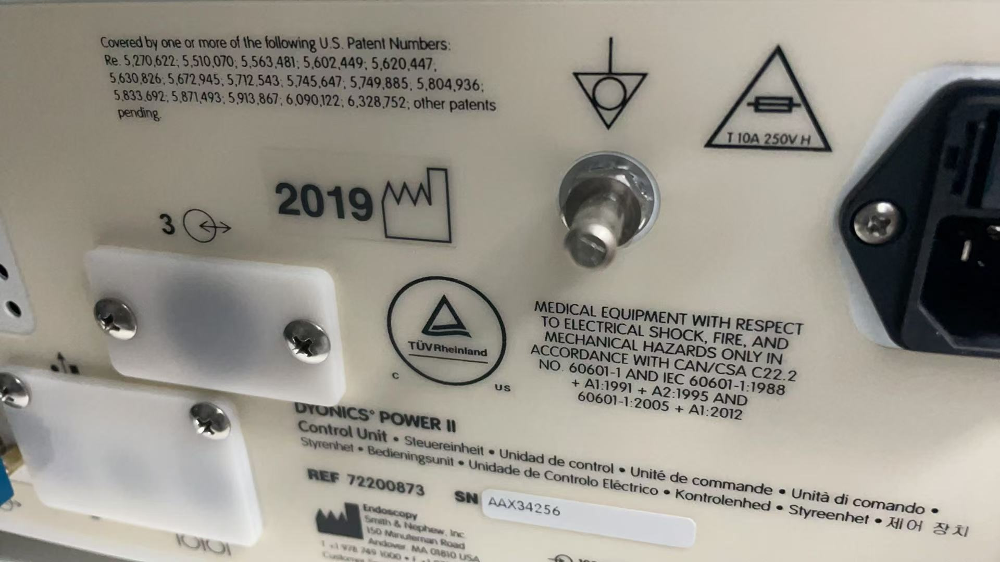 Covered by one or more of the following U.S. Patent Numbers:
Re. 5,270,622; 5,510,070; 5,563,481; 5,602,449; 5,620,447;
5,630,826; 5,672,945; 5,712,543; 5,745,647; 5,749,885; 5,804,936;
5,833,692; 5,871,493; 5,913,867; 6,090,122; 6,328,752; other patents
pending.
T 10A 250V H
2019
3
TÜVRheinland
C
US
MEDICAL EQUIPMENT WITH RESPECT
TO ELECTRICAL SHOCK, FIRE, AND
MECHANICAL HAZARDS ONLY IN
ACCORDANCE WITH CAN/CSA C22.2
NO. 60601-1 AND IEC 60601-1:1988
+ A1:1991 + A2:1995 AND
60601-1:2005 + A1:2012
DYONICS® POWER II
Control Unit • Steuereinheit • Unidad de control • Unité de commande • Unità di comando •
Styrenhet • Bedieningsunit • Unidade de Controlo Eléctrico • Kontrolenhed • Styreenhet • 제어 장치
REF 72200873
SN AAX34256
Endoscopy
Smith & Nephew, Inc
150 Minuteman Road
Andover, MA 01810 USA
+1 978 749 1000 •
IOIOI